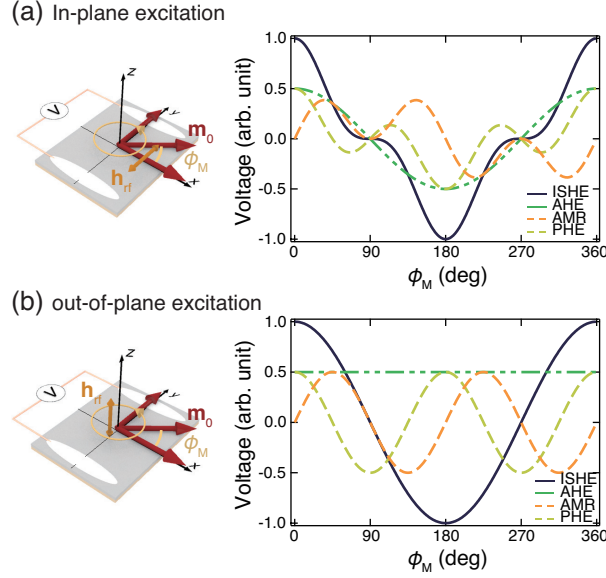 (a) In-plane excitation
z
y
V
m0
hrf
ϕM
x
Voltage (arb. unit)
1.0
0.5
0.0
-0.5
-1.0
ISHE
AHE
AMR
PHE
0 90 180 270 360
ϕM (deg)
(b) out-of-plane excitation
z
y
V
hrf
m0
ϕM
x
Voltage (arb. unit)
1.0
0.5
0.0
-0.5
-1.0
ISHE
AHE
AMR
PHE
0 90 180 270 360
ϕM (deg)